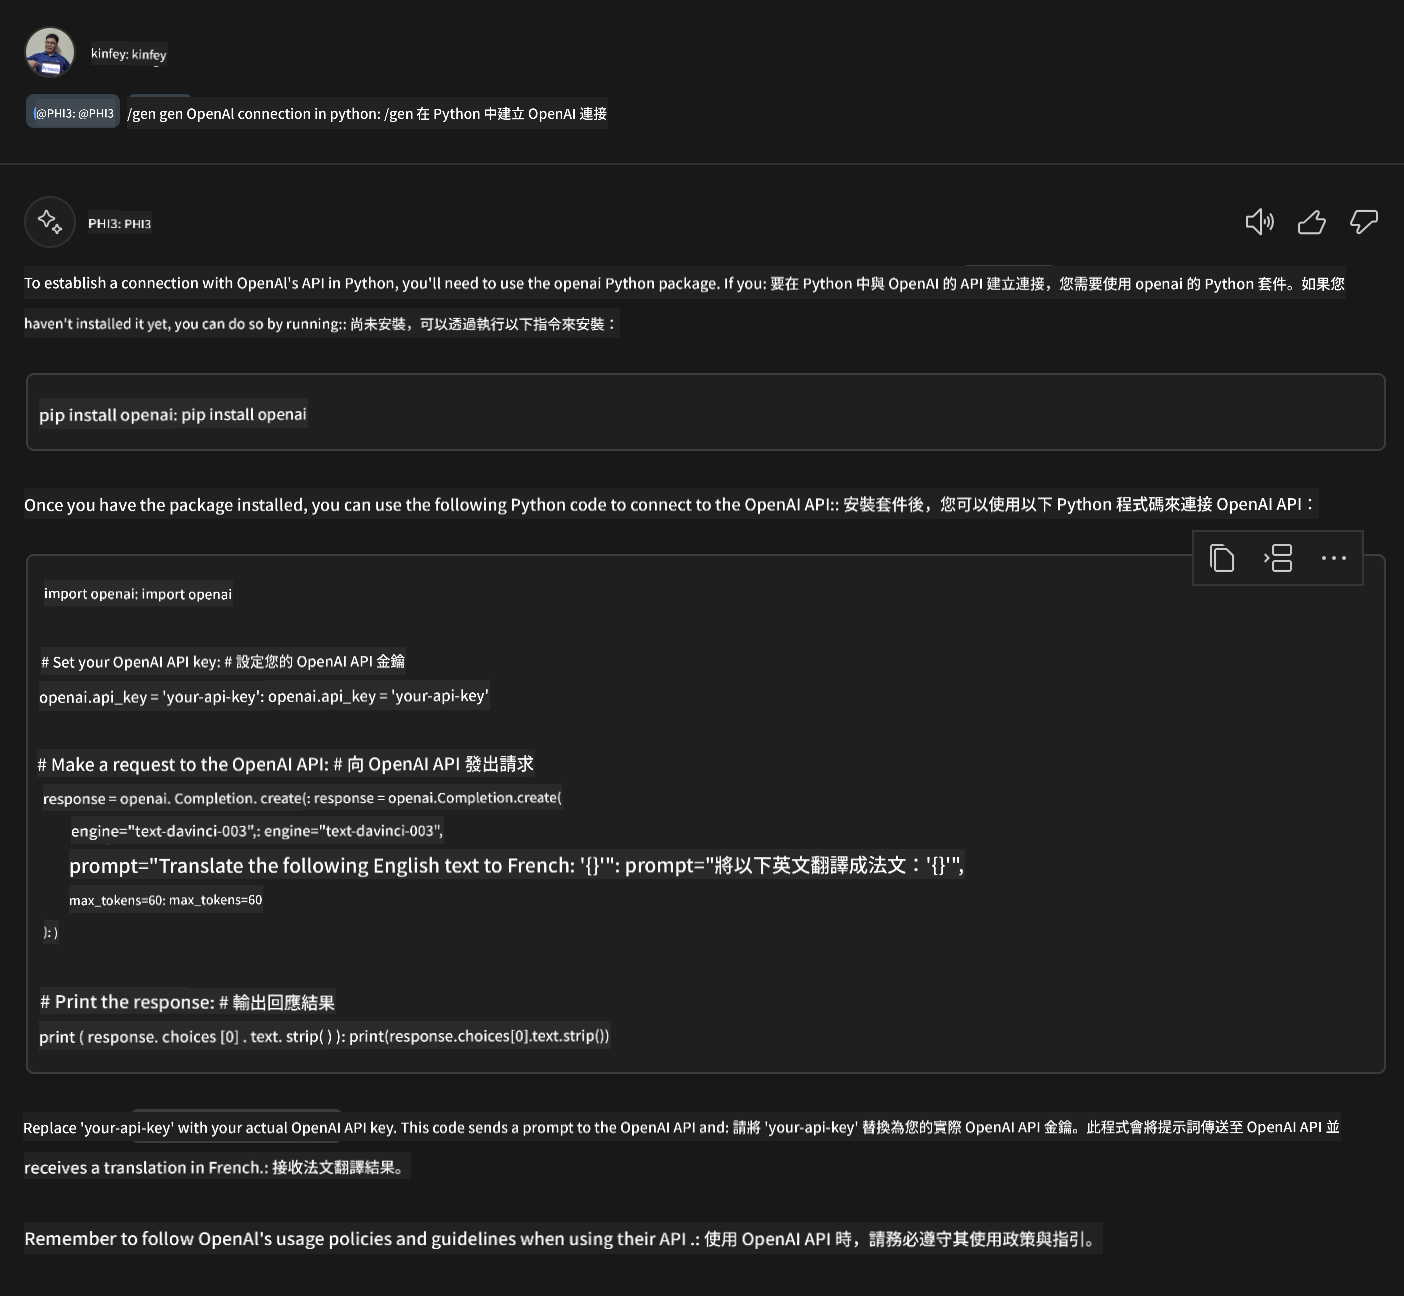 kinfey: kinfey
@PHI3: @PHI3 /gen gen OpenAl connection in python: /gen 在 Python 中建立 OpenAI 連接
PHI3: PHI3
To establish a connection with OpenAl's API in Python, you'll need to use the openai Python package. If you: 要在 Python 中與 OpenAI 的 API 建立連接，您需要使用 openai 的 Python 套件。如果您
haven't installed it yet, you can do so by running:: 尚未安裝，可以透過執行以下指令來安裝：
pip install openai: pip install openai
Once you have the package installed, you can use the following Python code to connect to the OpenAI API:: 安裝套件後，您可以使用以下 Python 程式碼來連接 OpenAI API：
import openai: import openai
# Set your OpenAI API key: # 設定您的 OpenAI API 金鑰
openai.api_key = 'your-api-key': openai.api_key = 'your-api-key'
# Make a request to the OpenAI API: # 向 OpenAI API 發出請求
response = openai. Completion. create(: response = openai.Completion.create(
engine="text-davinci-003",: engine="text-davinci-003",
prompt="Translate the following English text to French: '{}'": prompt="將以下英文翻譯成法文：'{}'",
max_tokens=60: max_tokens=60
): )
# Print the response: # 輸出回應結果
print ( response. choices [0] . text. strip( ) ): print(response.choices[0].text.strip())
Replace 'your-api-key' with your actual OpenAI API key. This code sends a prompt to the OpenAI API and: 請將 'your-api-key' 替換為您的實際 OpenAI API 金鑰。此程式會將提示詞傳送至 OpenAI API 並
receives a translation in French.: 接收法文翻譯結果。
Remember to follow OpenAl's usage policies and guidelines when using their API .: 使用 OpenAI API 時，請務必遵守其使用政策與指引。